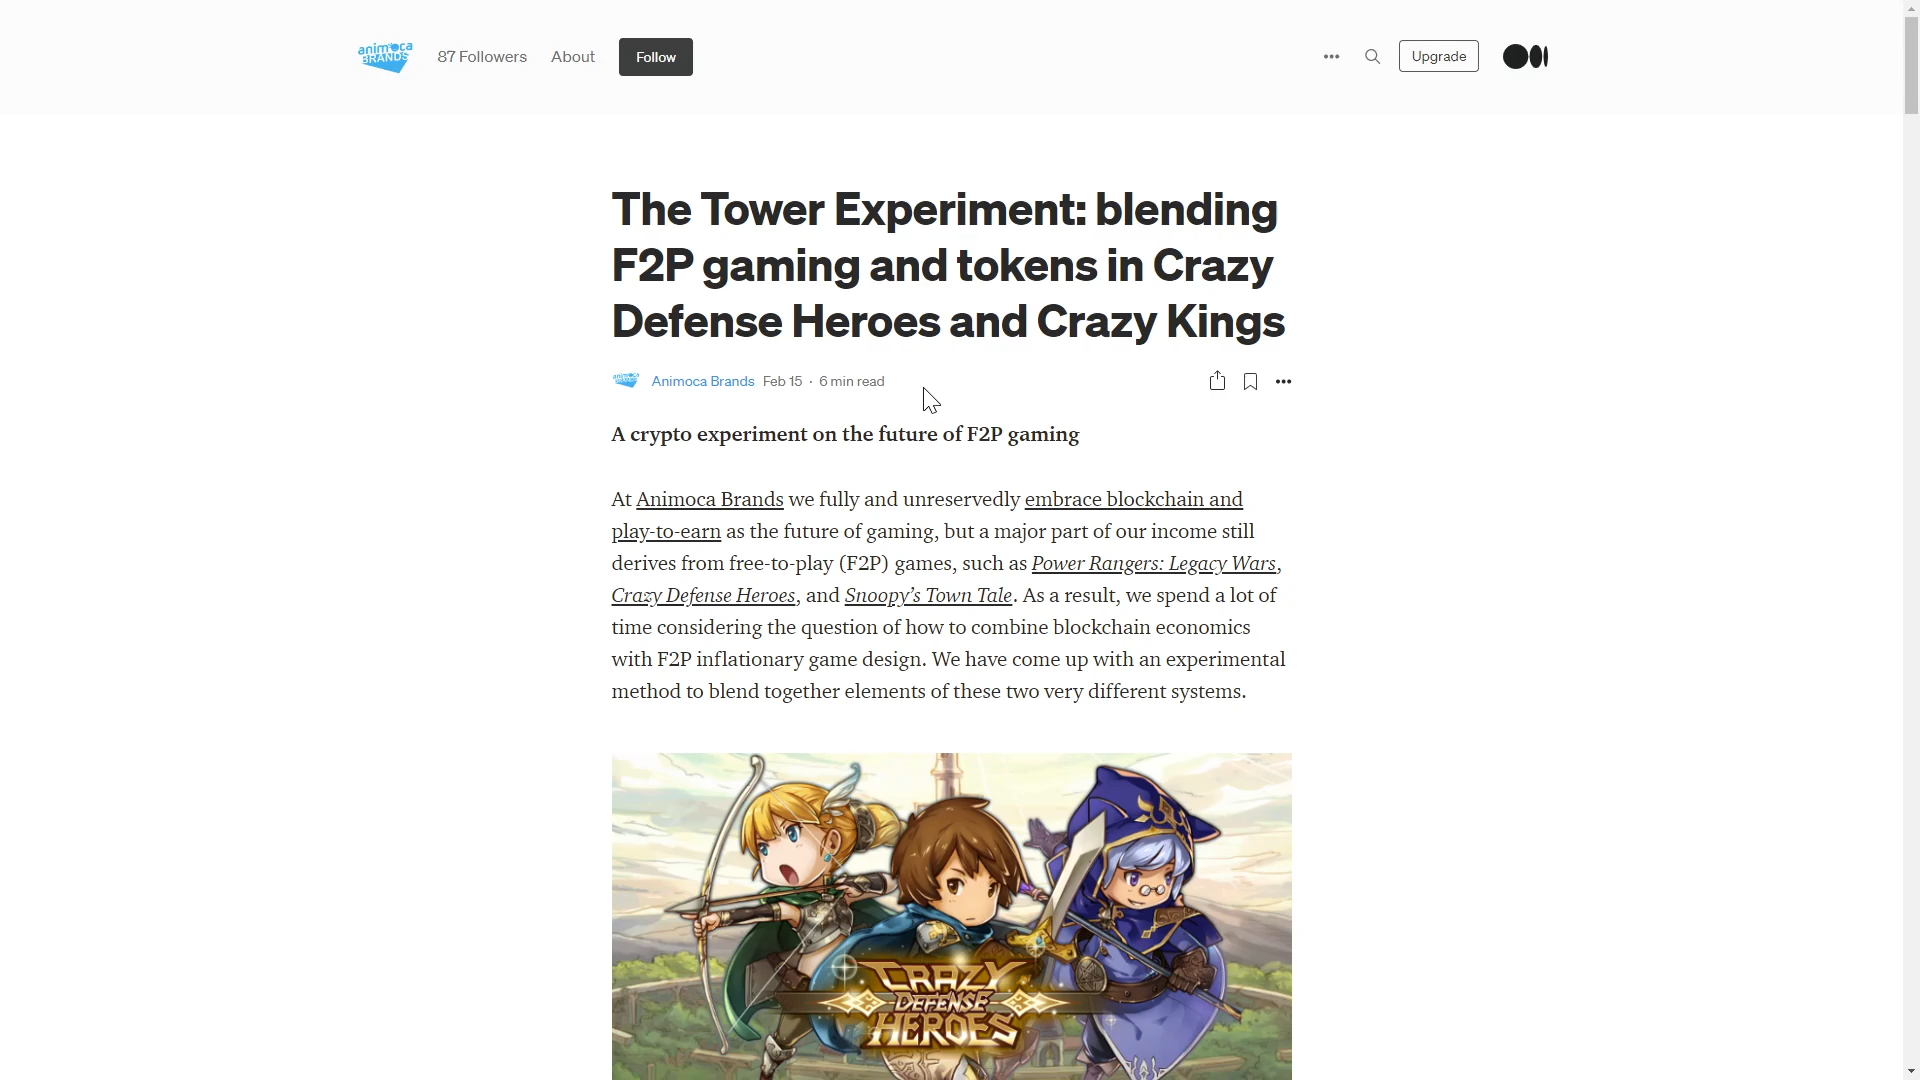 animoca
BRANDS
87 Followers
About
Follow
Upgrade
The Tower Experiment: blending
F2P gaming and tokens in Crazy
Defense Heroes and Crazy Kings
Animoca Brands Feb 15 · 6 min read
A crypto experiment on the future of F2P gaming
At Animoca Brands we fully and unreservedly embrace blockchain and
play-to-earn as the future of gaming, but a major part of our income still
derives from free-to-play (F2P) games, such as Power Rangers: Legacy Wars,
Crazy Defense Heroes, and Snoopy’s Town Tale. As a result, we spend a lot of
time considering the question of how to combine blockchain economics
with F2P inflationary game design. We have come up with an experimental
method to blend together elements of these two very different systems.
CRAZY
DEFENSE
HEROES